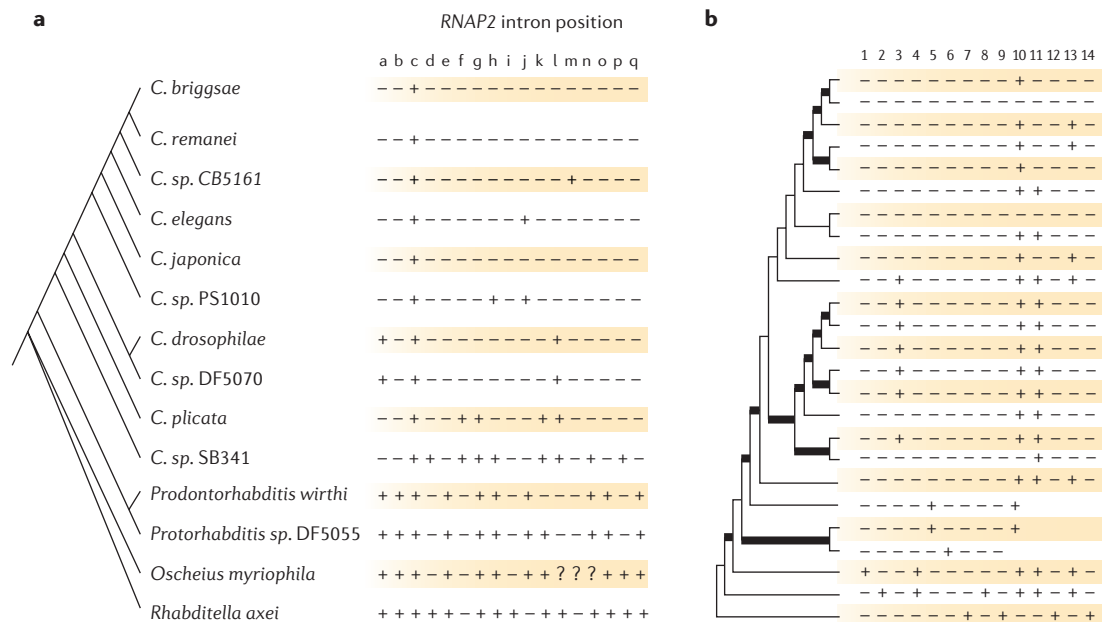 a
RNAP2 intron position
a b c d e f g h i j k l m n o p q
C. briggsae − − + − − − − − − − − − − − − − −
C. remanei − − + − − − − − − − − − − − − − −
C. sp. CB5161 − − + − − − − − − − − − + − − − −
C. elegans − − + − − − − − − + − − − − − − −
C. japonica − − + − − − − − − − − − − − − − −
C. sp. PS1010 − − + − − − − + − + − − − − − − −
C. drosophilae + − + − − − − − − − − + − − − − −
C. sp. DF5070 + − + − − − − − − − − + − − − − −
C. plicata − − + − − + + − − − + + − − − − −
C. sp. SB341 − − + + − + + + − − + + − + − + −
Prodontorhabditis wirthi + + + − + − + + − + − − − + + − +
Protorhabditis sp. DF5055 + + + − + − + + − + + − − + + − +
Oscheius myriophila + + + − + − + + − + + ? ? ? + + +
Rhabditella axei
b
1 2 3 4 5 6 7 8 9 10 11 12 13 14
− − − − − − − − − + − − − −
− − − − − − − − − − − − − −
− − − − − − − − − + − − + −
− − − − − − − − − + − − + −
− − − − − − − − − + − − − −
− − − − − − − − − + + − − −
− − − − − − − − − − − − − −
− − − − − − − − − + + − − −
− − − − − − − − − + − − + −
− − + − − − − − − + + − + −
− − + − − − − − − + + − − −
− − + − − − − − − + + − − −
− − + − − − − − − + + − − −
− − + − − − − − − + + − − −
− − + − − − − − − + + − − −
− − − − − − − − − + + − − −
− − + − − − − − − + + − − −
− − − − − − − − − − + − − −
− − − − − − − − − + + − + −
− − − − + − − − − +
− − − − + − − − − +
− − − − − + − − −
+ − − + − − − − − + + − + −
− + − + − − − + − + + − + −
− − − − − − + − + − − + − +